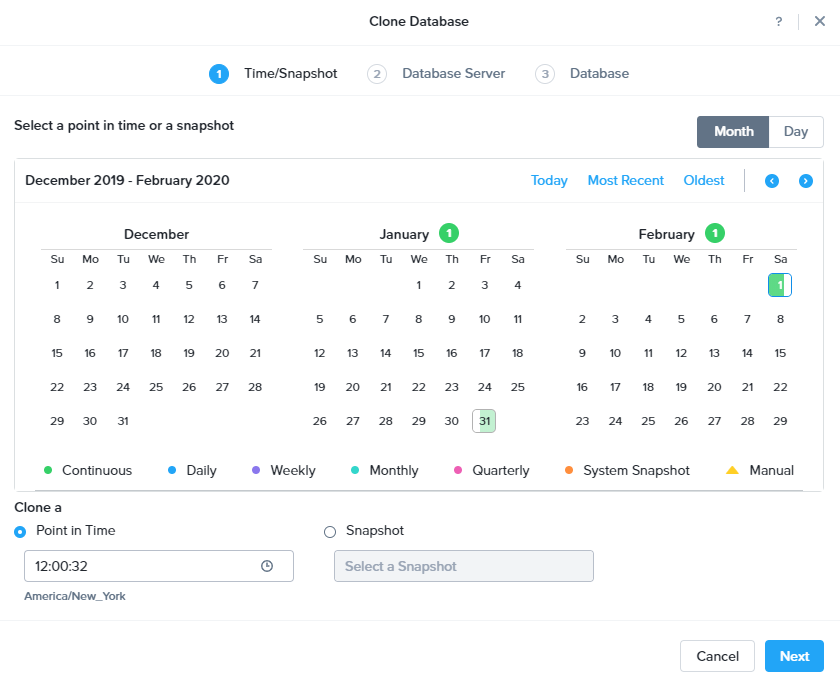 Clone Database ?
1 Time/Snapshot 2 Database Server 3 Database
Select a point in time or a snapshot
Month Day
December 2019 - February 2020 Today Most Recent Oldest
December January 1 February 1
Su Mo Tu We Th Fr Sa Su Mo Tu We Th Fr Sa Su Mo Tu We Th Fr Sa
1 2 3 4 5 6 7 1 2 3 4 1
8 9 10 11 12 13 14 5 6 7 8 9 10 11 2 3 4 5 6 7 8
15 16 17 18 19 20 21 12 13 14 15 16 17 18 9 10 11 12 13 14 15
22 23 24 25 26 27 28 19 20 21 22 23 24 25 16 17 18 19 20 21 22
29 30 31 26 27 28 29 30 31 23 24 25 26 27 28 29
Continuous Daily Weekly Monthly Quarterly System Snapshot Manual
Clone a
Point in Time Snapshot
12:00:32 Select a Snapshot
America/New_York
Cancel Next